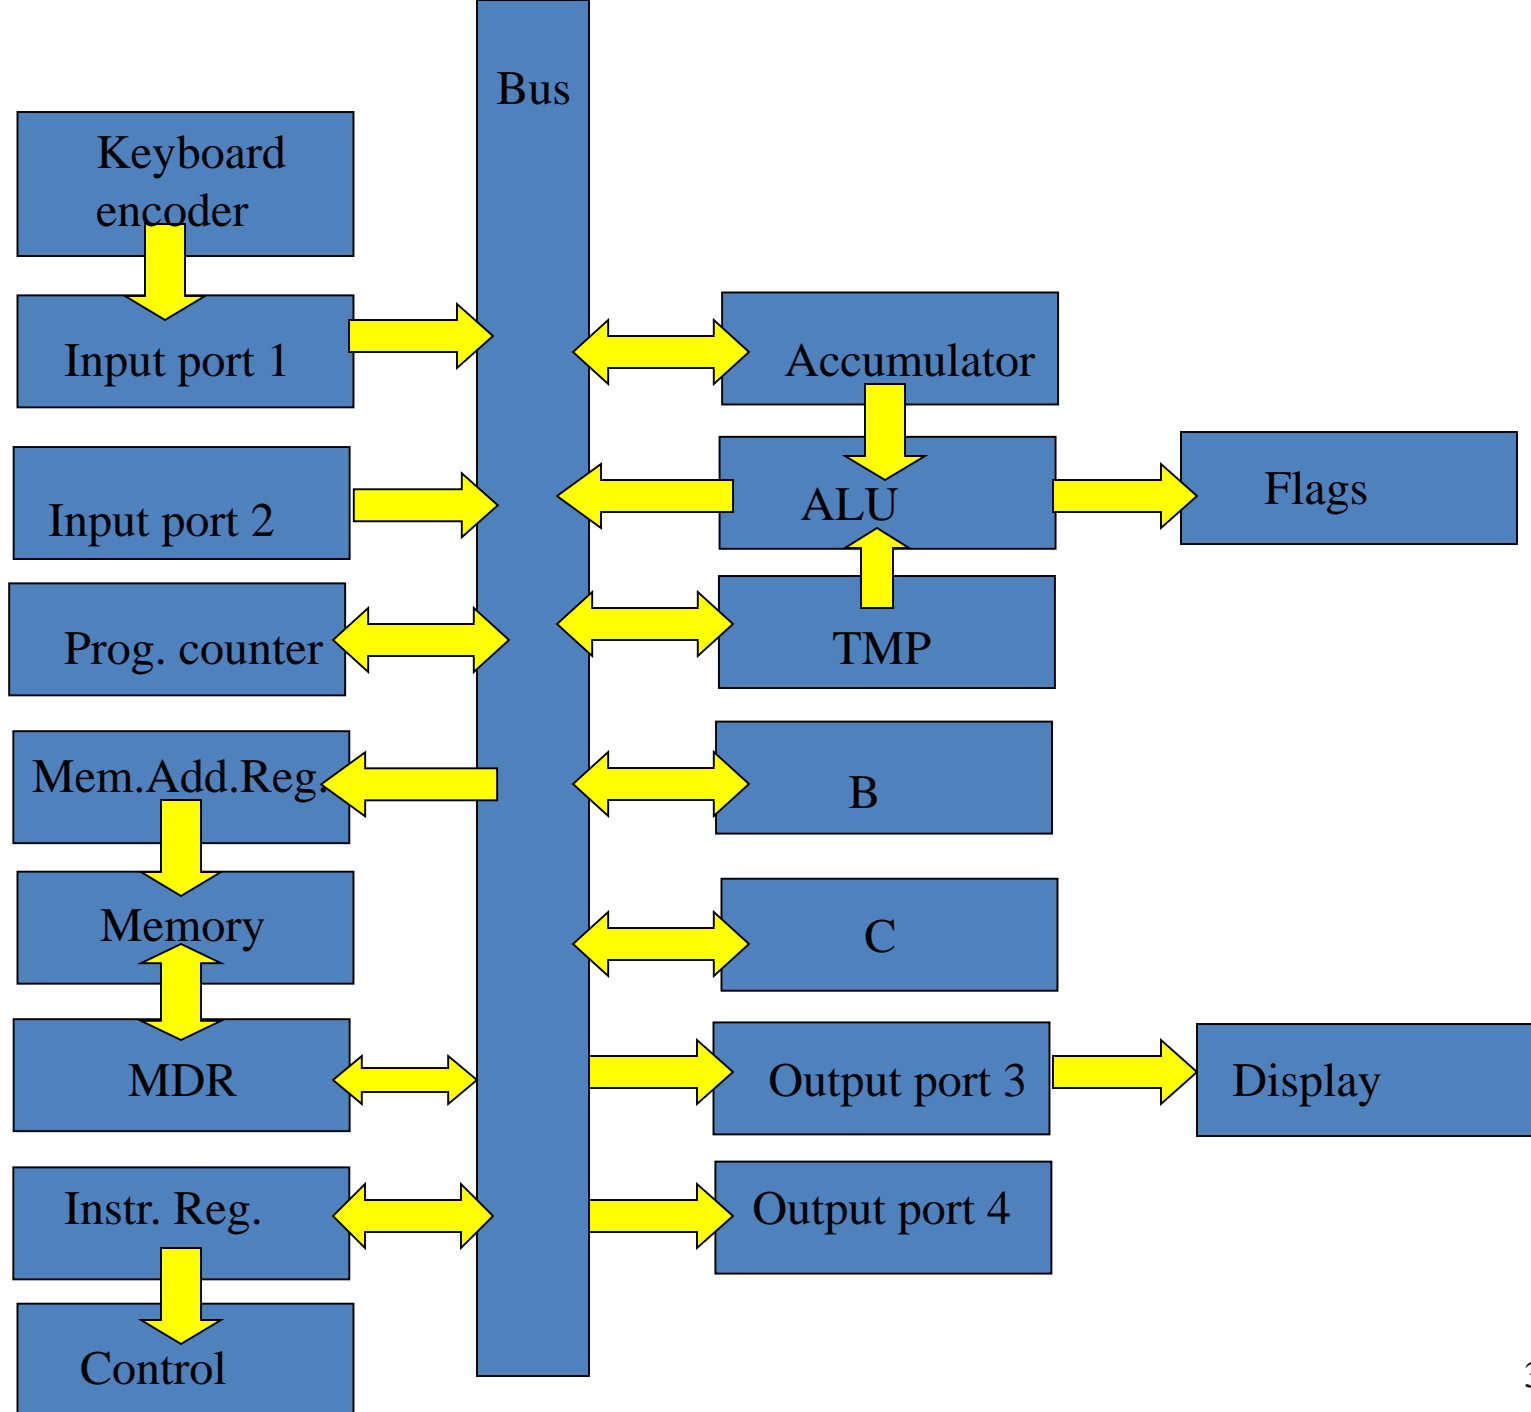 Bus
Keyboard
encoder
Input port 1
Accumulator
Input port 2
ALU
Flags
Prog. counter
TMP
Mem.Add.Reg.
B
Memory
C
MDR
Output port 3
Display
Instr. Reg.
Output port 4
Control
3